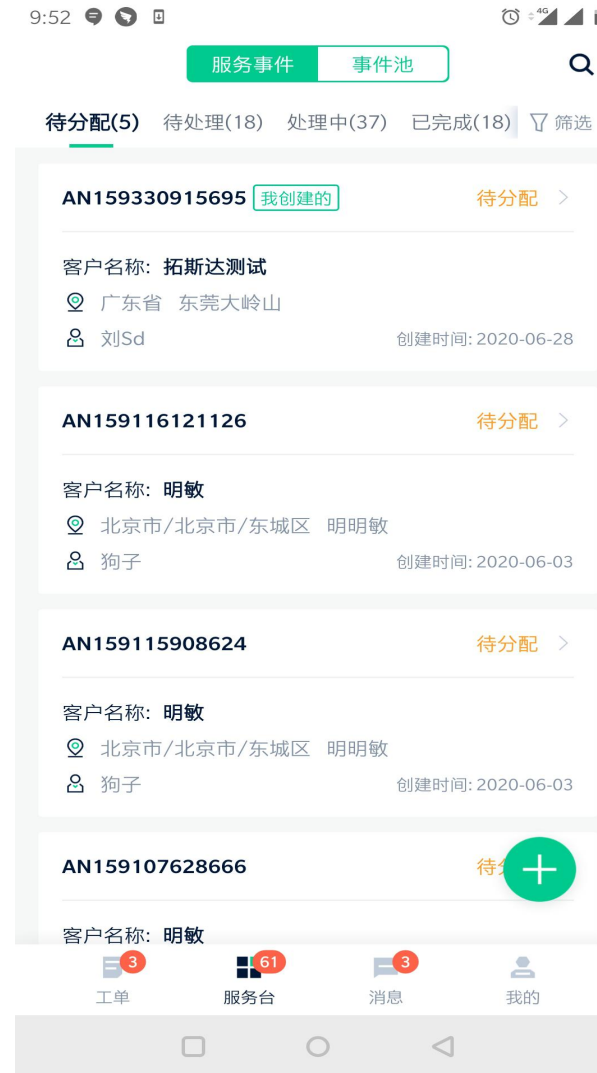 9:52 4G
服务事件 事件池
待分配(5) 待处理(18) 处理中(37) 已完成(18) 筛选
AN159330915695 我创建的 待分配
客户名称: 拓斯达测试
广东省 东莞大岭山
刘Sd 创建时间: 2020-06-28
AN159116121126 待分配
客户名称: 明敏
北京市/北京市/东城区 明明敏
狗子 创建时间: 2020-06-03
AN159115908624 待分配
客户名称: 明敏
北京市/北京市/东城区 明明敏
狗子 创建时间: 2020-06-03
AN159107628666 待
客户名称: 明敏
3 61 3
工单 服务台 消息 我的